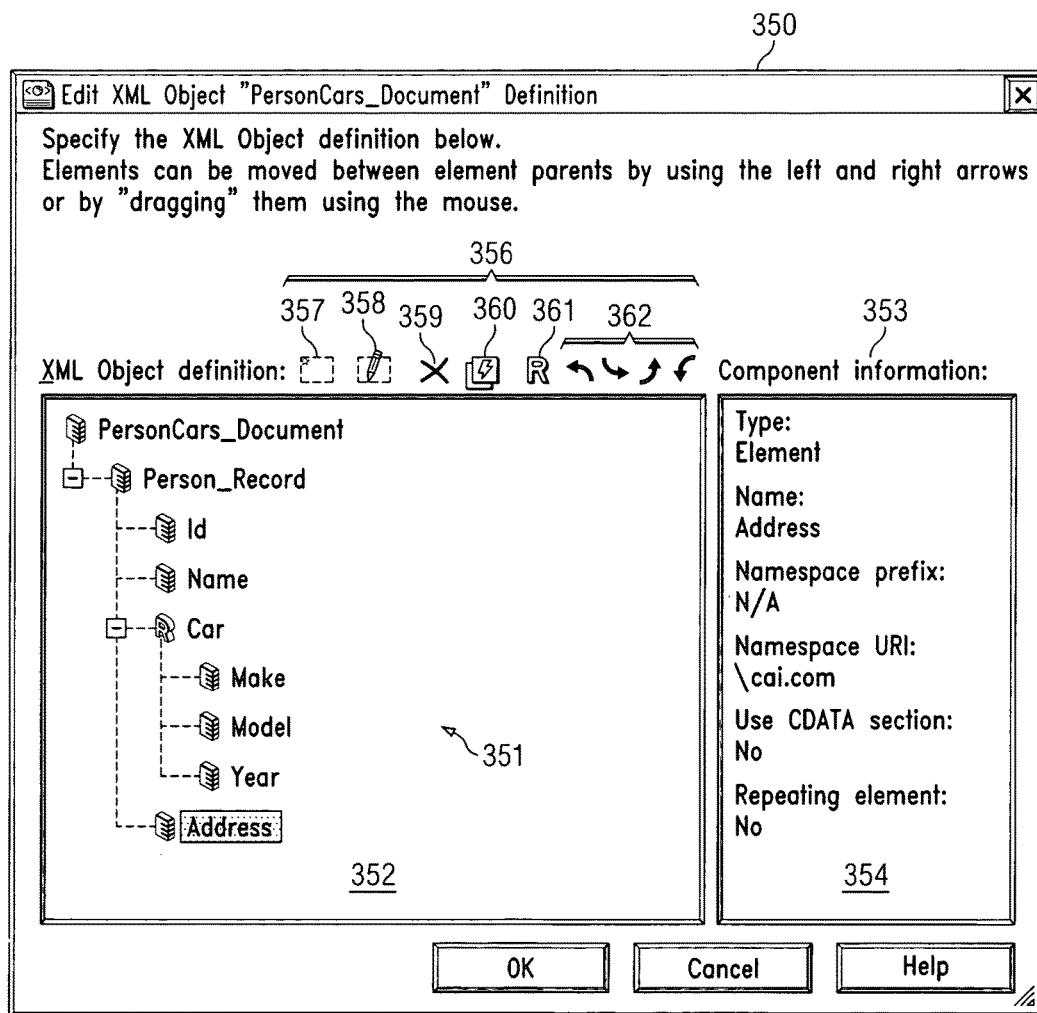 350
Edit XML Object "PersonCars_Document" Definition
Specify the XML Object definition below.
Elements can be moved between element parents by using the left and right arrows
or by "dragging" them using the mouse.
356
357 358 359 360 361 362 353
XML Object definition: R Component information:
PersonCars_Document
Person_Record
Id
Name
R Car
Make
Model
Year
Address
351
352
Type:
Element
Name:
Address
Namespace prefix:
N/A
Namespace URI:
\cai.com
Use CDATA section:
No
Repeating element:
No
354
OK Cancel Help